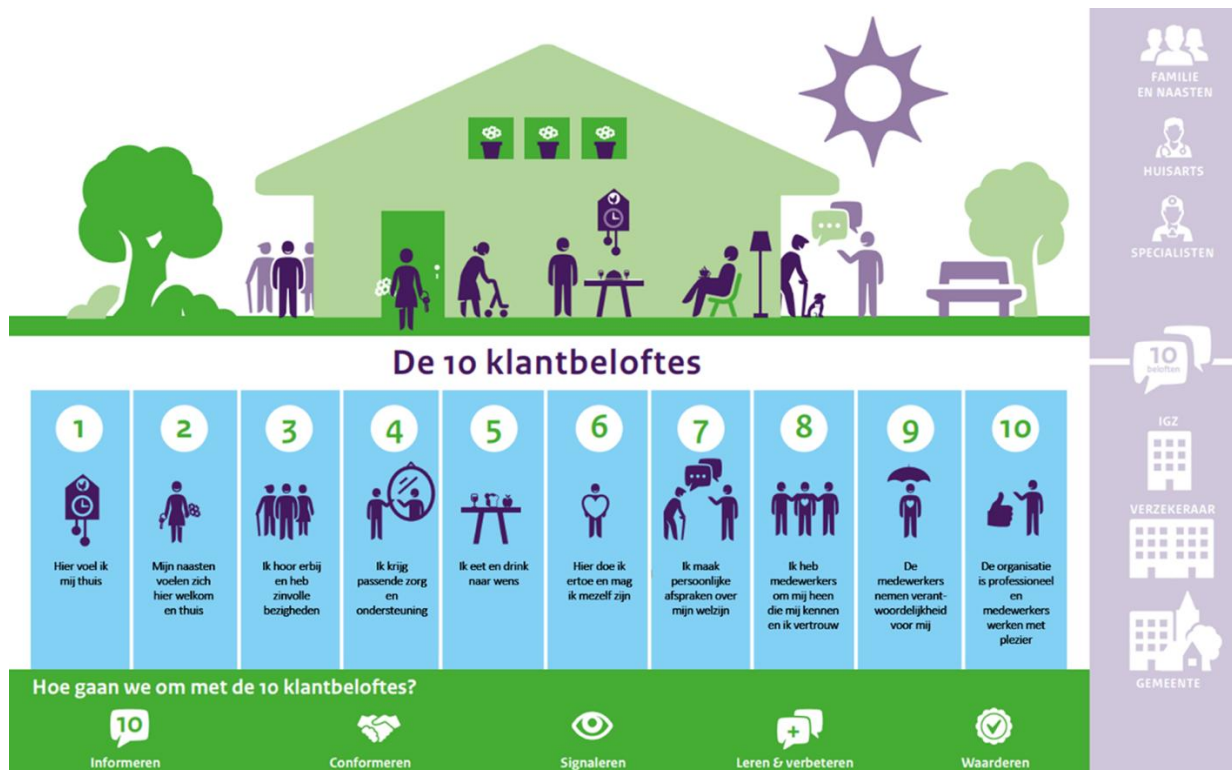 De 10 klantbeloftes
1
Hier voel ik
mij thuis
2
Mijn naasten
voelen zich
hier welkom
en thuis
3
Ik hoor erbij
en heb
zinvolle
bezigheden
4
Ik krijg
passende zorg
en
ondersteuning
5
Ik eet en drink
naar wens
6
Hier doe ik
ertoe en mag
ik mezelf zijn
7
Ik maak
persoonlijke
afspraken over
mijn welzijn
8
Ik heb
medewerkers
om mij heen
die mij kennen
en ik vertrouw
9
De
medewerkers
nemen verant-
woordelijkheid
voor mij
10
De organisatie
is professioneel
en
medewerkers
werken met
plezier
Hoe gaan we om met de 10 klantbeloftes?
10
Informeren
Conformeren
Signaleren
Leren & verbeteren
Waarderen
FAMILIE
EN NAASTEN
HUISARTS
SPECIALISTEN
10
beloften
IGZ
VERZEKERAAR
GEMEENTE